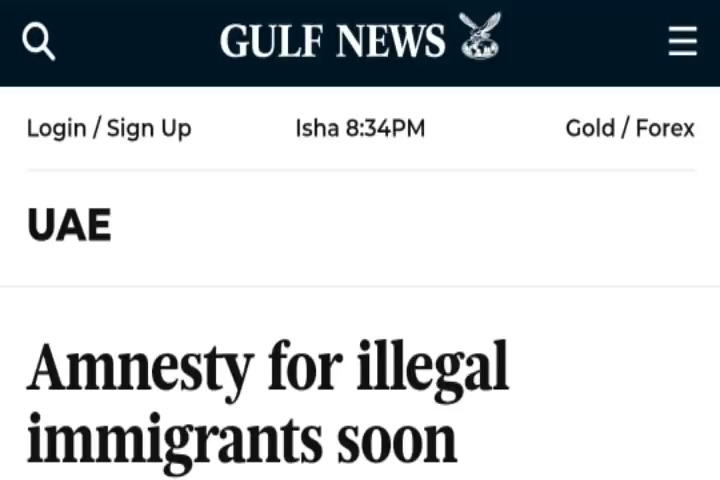 GULF NEWS
Login / Sign Up
Isha 8:34PM
Gold / Forex
UAE
Amnesty for illegal
immigrants soon